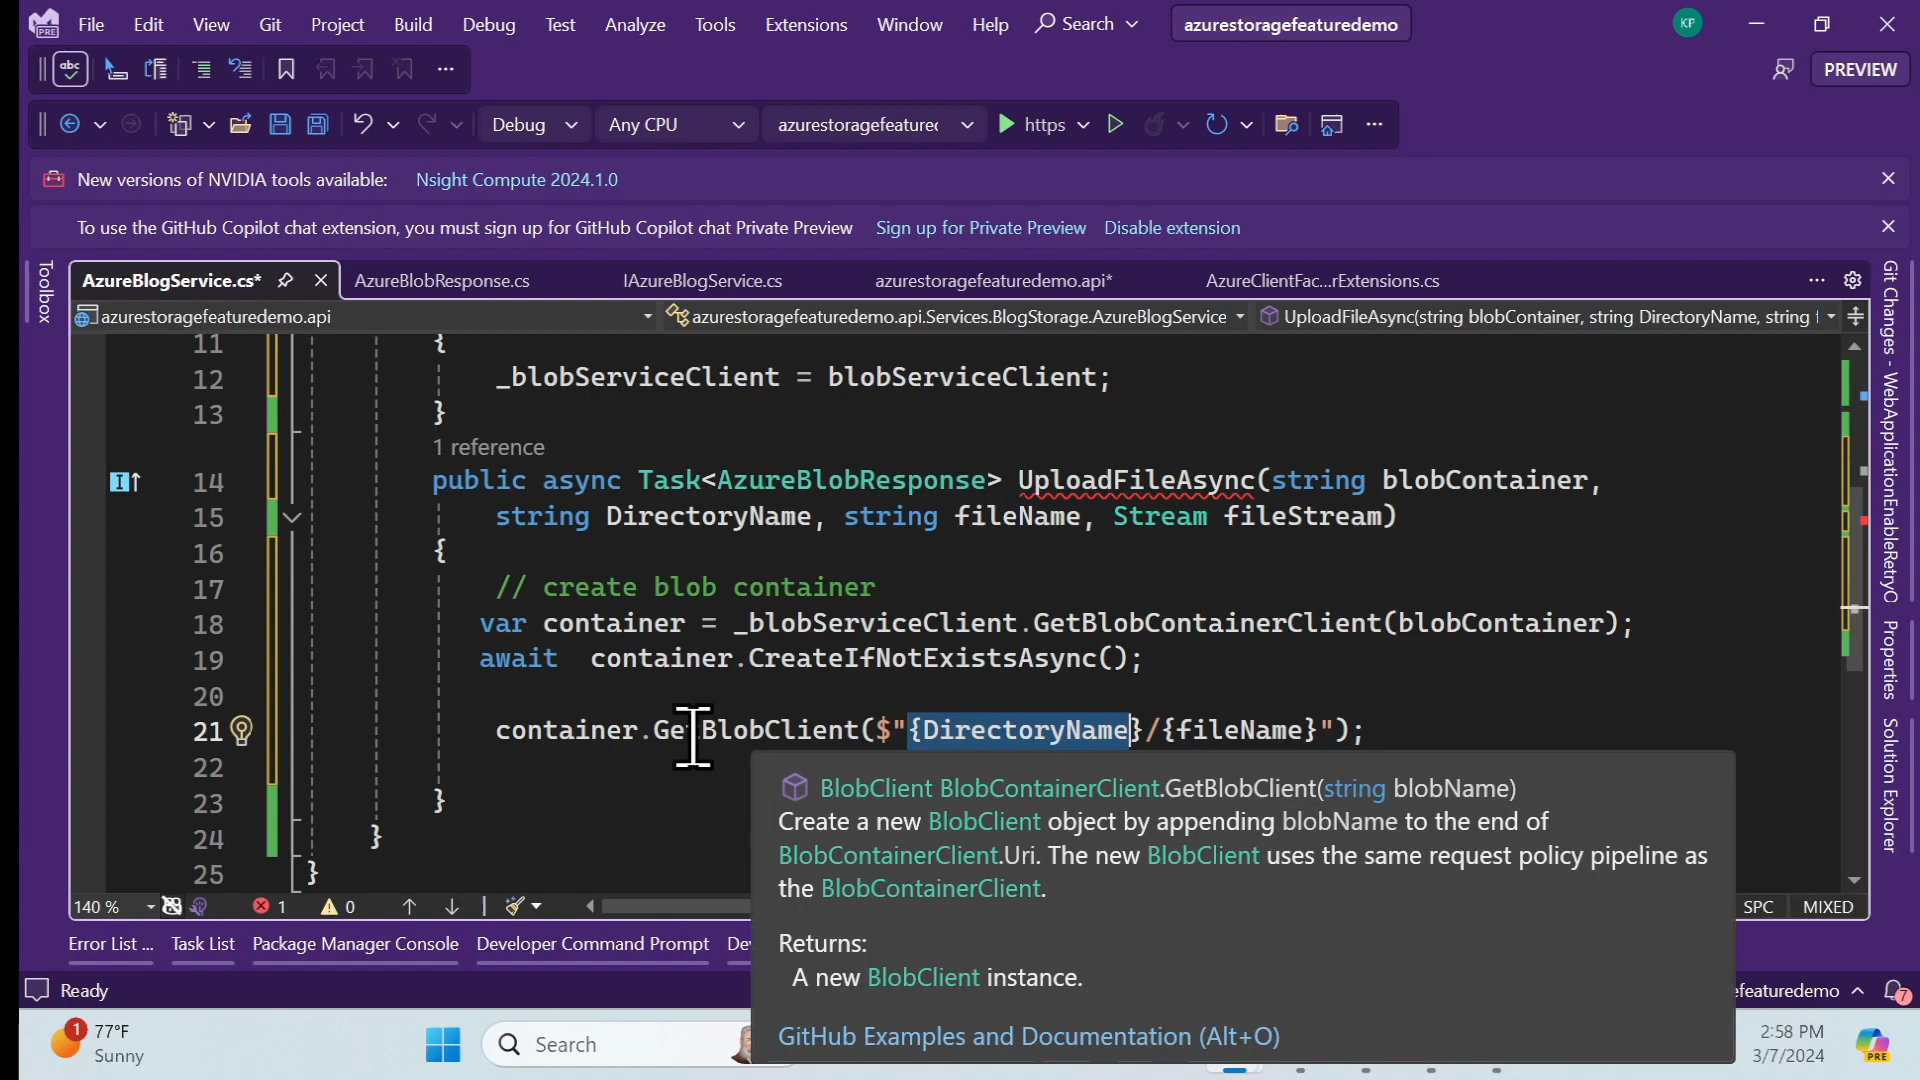 PRE File Edit View Git Project Build Debug Test Analyze Tools Extensions Window Help Search azurestoragefeaturedemo KP
abc PREVIEW
Debug Any CPU azurestoragefeatured https
New versions of NVIDIA tools available: Nsight Compute 2024.1.0
To use the GitHub Copilot chat extension, you must sign up for GitHub Copilot chat Private Preview Sign up for Private Preview Disable extension
Toolbox
AzureBlogService.cs* AzureBlobResponse.cs IAzureBlogService.cs azurestoragefeaturedemo.api* AzureClientFac...rExtensions.cs
azurestoragefeaturedemo.api azurestoragefeaturedemo.api.Services.BlogStorage.AzureBlogService UploadFileAsync(string blobContainer, string DirectoryName, string f
11 {
12 _blobServiceClient = blobServiceClient;
13 }
1 reference
14 public async Task<AzureBlobResponse> UploadFileAsync(string blobContainer,
15 string DirectoryName, string fileName, Stream fileStream)
16 {
17 // create blob container
18 var container = _blobServiceClient.GetBlobContainerClient(blobContainer);
19 await container.CreateIfNotExistsAsync();
20
21 container.GetBlobClient($"{DirectoryName}/{fileName}");
22
23 }
24 }
25 }
BlobClient BlobContainerClient.GetBlobClient(string blobName)
Create a new BlobClient object by appending blobName to the end of
BlobContainerClient.Uri. The new BlobClient uses the same request policy pipeline as
the BlobContainerClient.
Returns:
A new BlobClient instance.
GitHub Examples and Documentation (Alt+O)
Git Changes - WebApplicationEnableRetryO
Properties
Solution Explorer
140 % 1 0 SPC MIXED
Error List ... Task List Package Manager Console Developer Command Prompt De
Ready efeaturedemo 7
1 77°F
Sunny
Search
2:58 PM
3/7/2024
PRE